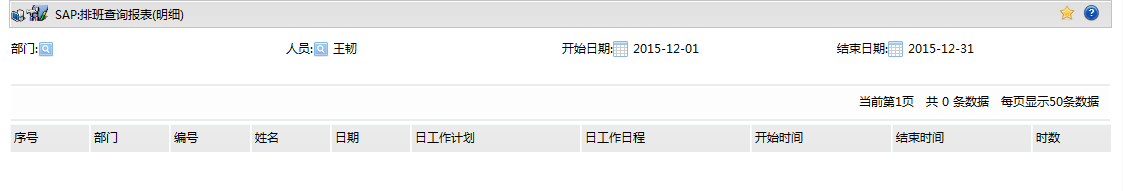 SAP:排班查询报表(明细)
部门: 人员: 王韧 开始日期: 2015-12-01 结束日期: 2015-12-31
当前第1页 共 0 条数据 每页显示50条数据
序号 部门 编号 姓名 日期 日工作计划 日工作日程 开始时间 结束时间 时数